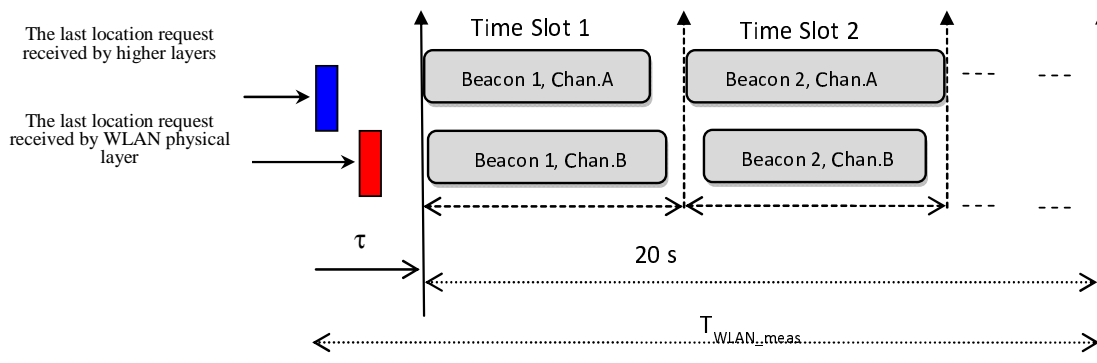 The last location request
received by higher layers
The last location request
received by WLAN physical
layer
Time Slot 1
Time Slot 2
Beacon 1, Chan.A
Beacon 2, Chan.A
Beacon 1, Chan.B
Beacon 2, Chan.B
τ
20 s
T_WLAN_meas